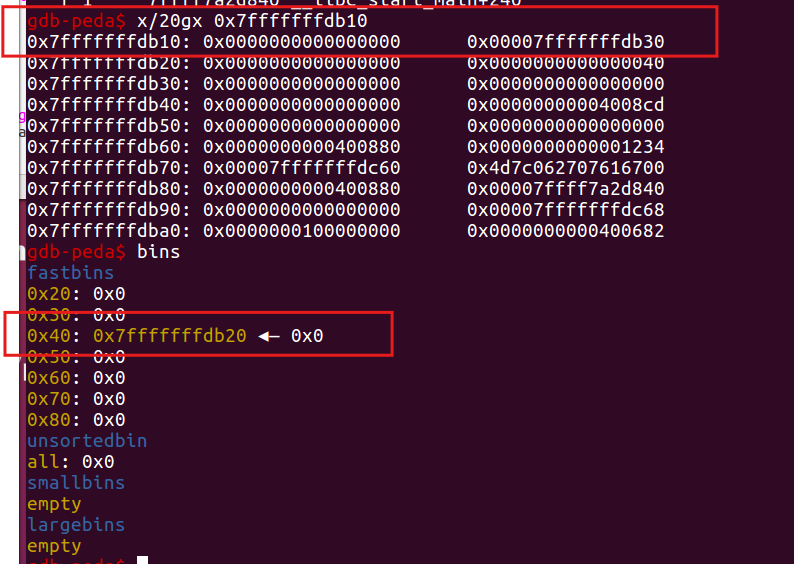 gdb-peda$ x/20gx 0x7fffffffdb10
0x7fffffffdb10: 0x0000000000000000 0x00007fffffffdb30
0x7fffffffdb20: 0x0000000000000000 0x0000000000000040
0x7fffffffdb30: 0x0000000000000000 0x0000000000000000
0x7fffffffdb40: 0x0000000000000000 0x00000000004008cd
0x7fffffffdb50: 0x0000000000000000 0x0000000000000000
0x7fffffffdb60: 0x0000000000400880 0x0000000000001234
0x7fffffffdb70: 0x00007fffffffdc60 0x4d7c062707616700
0x7fffffffdb80: 0x0000000000400880 0x00007ffff7a2d840
0x7fffffffdb90: 0x0000000000000000 0x00007fffffffdc68
0x7fffffffdba0: 0x0000000100000000 0x0000000000400682
gdb-peda$ bins
fastbins
0x20: 0x0
0x30: 0x0
0x40: 0x7fffffffdb20 ◂— 0x0
0x50: 0x0
0x60: 0x0
0x70: 0x0
0x80: 0x0
unsortedbin
all: 0x0
smallbins
empty
largebins
empty
gdb-peda$